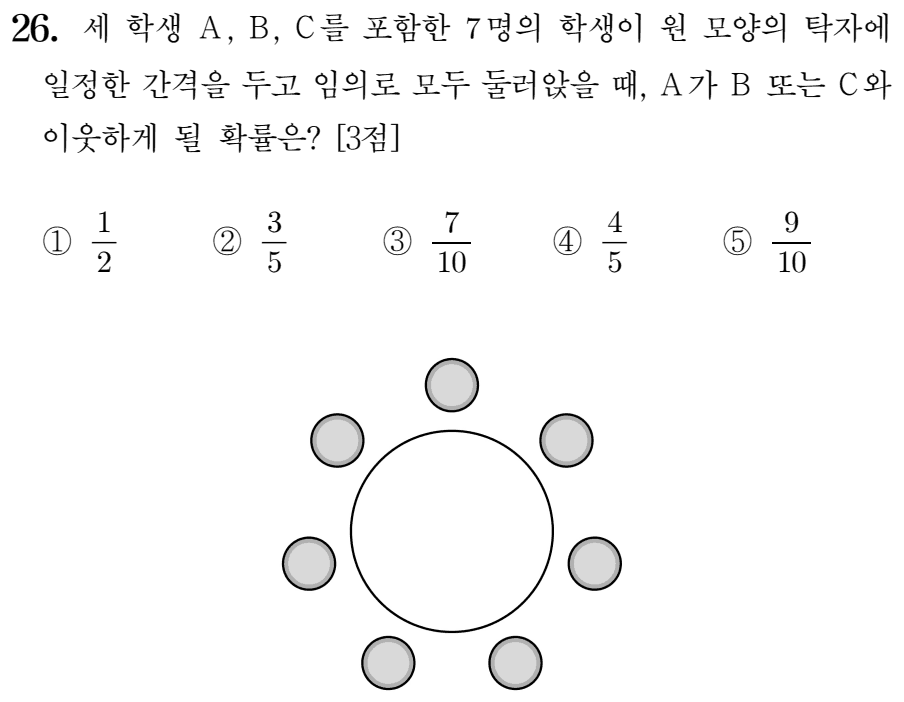 26. 세 학생 A, B, C를 포함한 7명의 학생이 원 모양의 탁자에
일정한 간격을 두고 임의로 모두 둘러앉을 때, A가 B 또는 C와
이웃하게 될 확률은? [3점]
① 1/2 ② 3/5 ③ 7/10 ④ 4/5 ⑤ 9/10